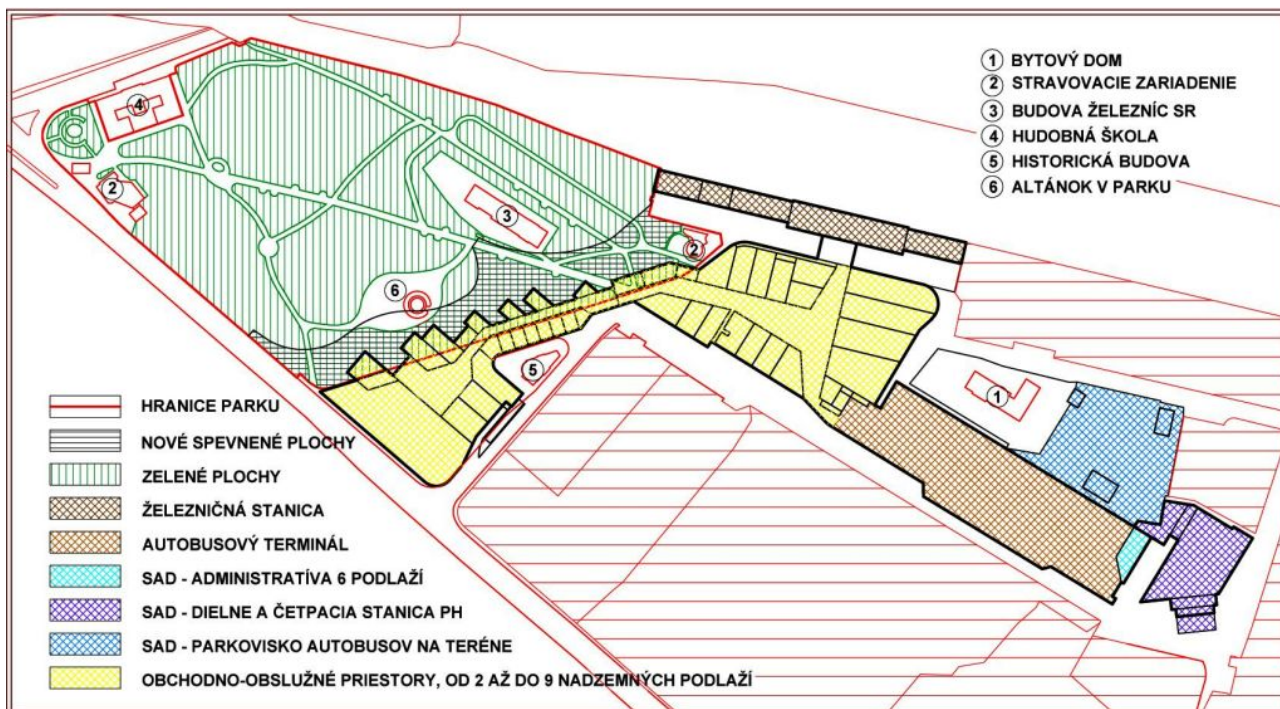 ① BYTOVÝ DOM
② STRAVOVACIE ZARIADENIE
③ BUDOVA ŽELEZNÍC SR
④ HUDOBNÁ ŠKOLA
⑤ HISTORICKÁ BUDOVA
⑥ ALTÁNOK V PARKU
4
2
3
2
6
5
1
HRANICE PARKU
NOVÉ SPEVNENÉ PLOCHY
ZELENÉ PLOCHY
ŽELEZNIČNÁ STANICA
AUTOBUSOVÝ TERMINÁL
SAD - ADMINISTRATÍVA 6 PODLAŽÍ
SAD - DIELNE A ČETPACIA STANICA PH
SAD - PARKOVISKO AUTOBUSOV NA TERÉNE
OBCHODNO-OBSLUŽNÉ PRIESTORY, OD 2 AŽ DO 9 NADZEMNÝCH PODLAŽÍ